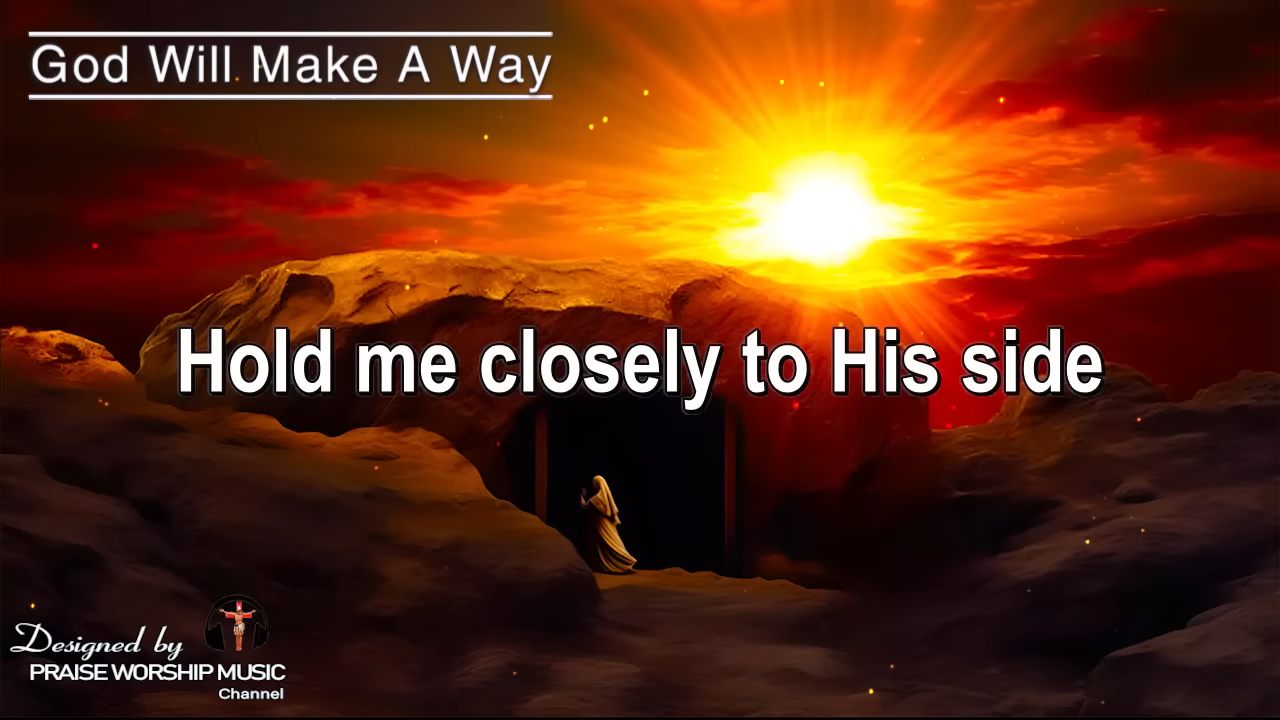 God Will Make A Way
Hold me closely to His side
Designed by
PRAISE WORSHIP MUSIC
Channel